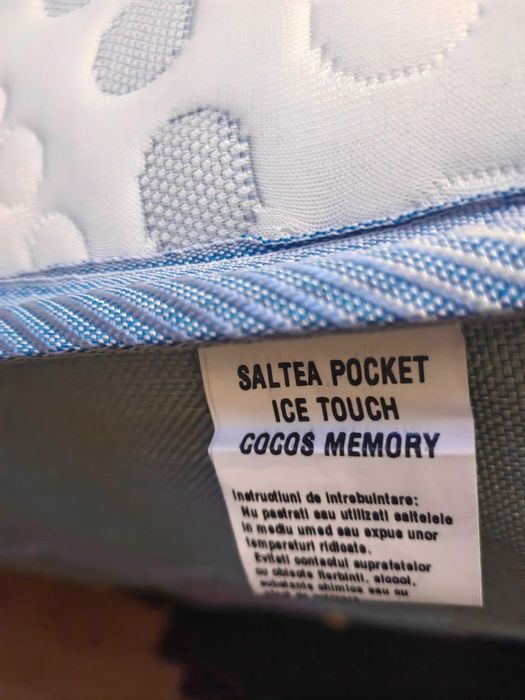 SALTEA POCKET
ICE TOUCH
COCOS MEMORY
Instructiuni de intrebuintare:
Nu pastrati sau utilizati saltelele
in mediu umed sau expus unor
temperaturi ridicate.
Evitati contactul suprafetelor
cu obiecte fierbinti, alcool,
substante chimice sau cu